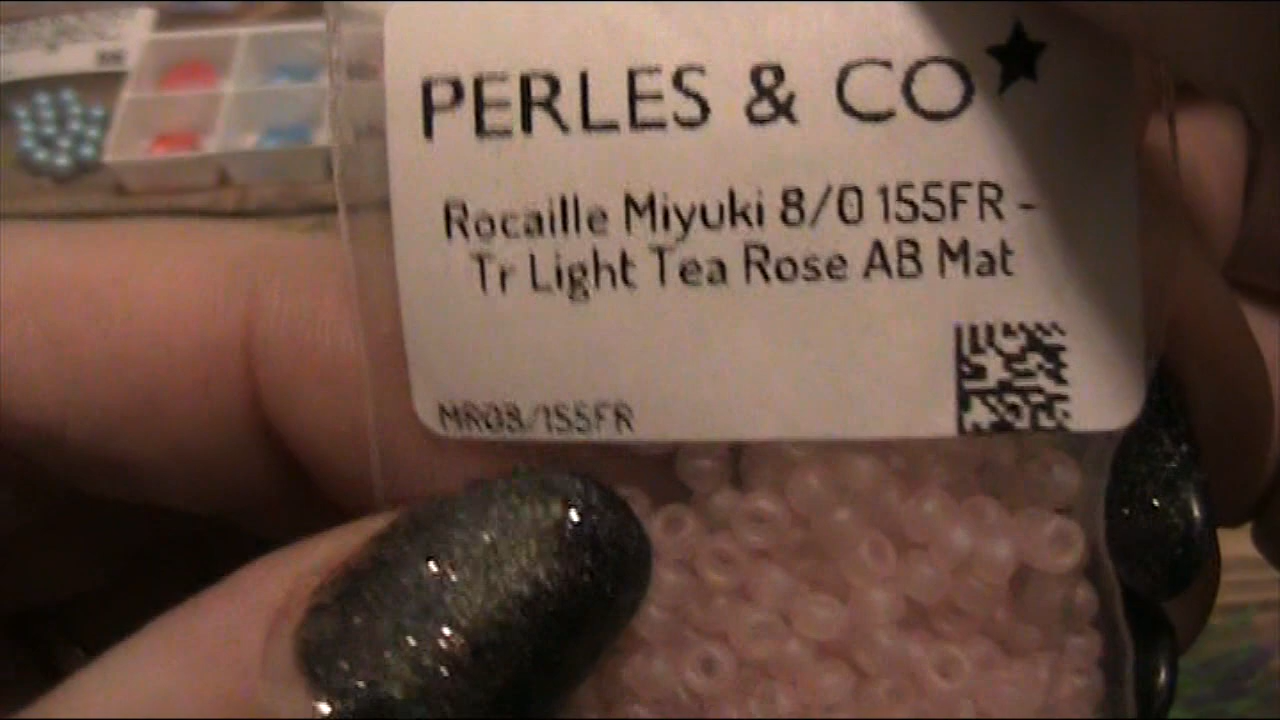 PERLES & CO
Rocaille Miyuki 8/0 155FR -
Tr Light Tea Rose AB Mat
MR08/155FR